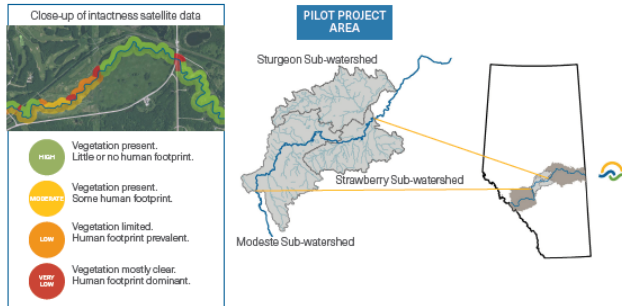 Close-up of intactness satellite data
HIGH
Vegetation present.
Little or no human footprint.
MODERATE
Vegetation present.
Some human footprint.
LOW
Vegetation limited.
Human footprint prevalent.
VERY
LOW
Vegetation mostly clear.
Human footprint dominant.
PILOT PROJECT
AREA
Sturgeon Sub-watershed
Strawberry Sub-watershed
Modeste Sub-watershed